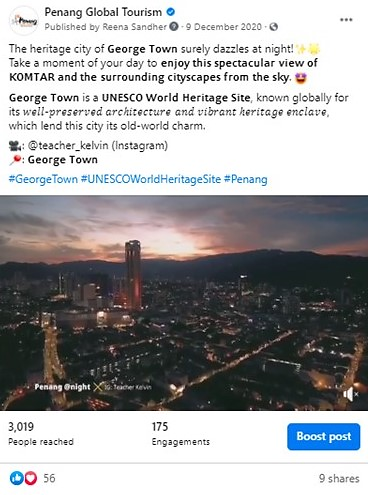 Penang Global Tourism
Published by Reena Sandher · 9 December 2020 ·
The heritage city of George Town surely dazzles at night!✨🌟
Take a moment of your day to enjoy this spectacular view of
KOMTAR and the surrounding cityscapes from the sky. 🤩
George Town is a UNESCO World Heritage Site, known globally for
its well-preserved architecture and vibrant heritage enclave,
which lend this city its old-world charm.
🎥: @teacher_kelvin (Instagram)
📍: George Town
#GeorgeTown #UNESCOWorldHeritageSite #Penang
Penang @night IG: Teacher Kelvin
3,019 175
People reached Engagements
Boost post
56 9 shares